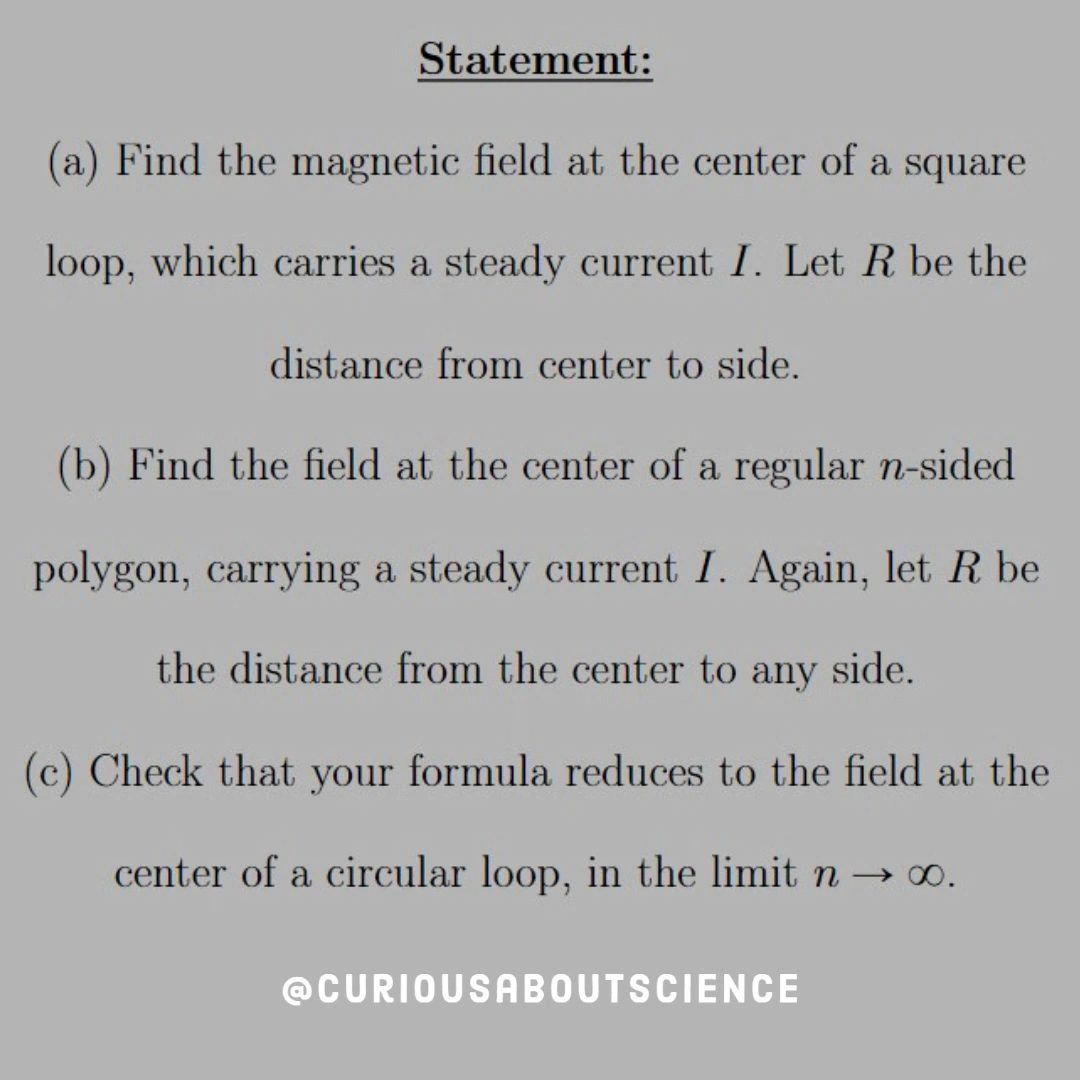 Statement:
(a) Find the magnetic field at the center of a square
loop, which carries a steady current I. Let R be the
distance from center to side.
(b) Find the field at the center of a regular n-sided
polygon, carrying a steady current I. Again, let R be
the distance from the center to any side.
(c) Check that your formula reduces to the field at the
center of a circular loop, in the limit n → ∞.
@CURIOUSABOUTSCIENCE